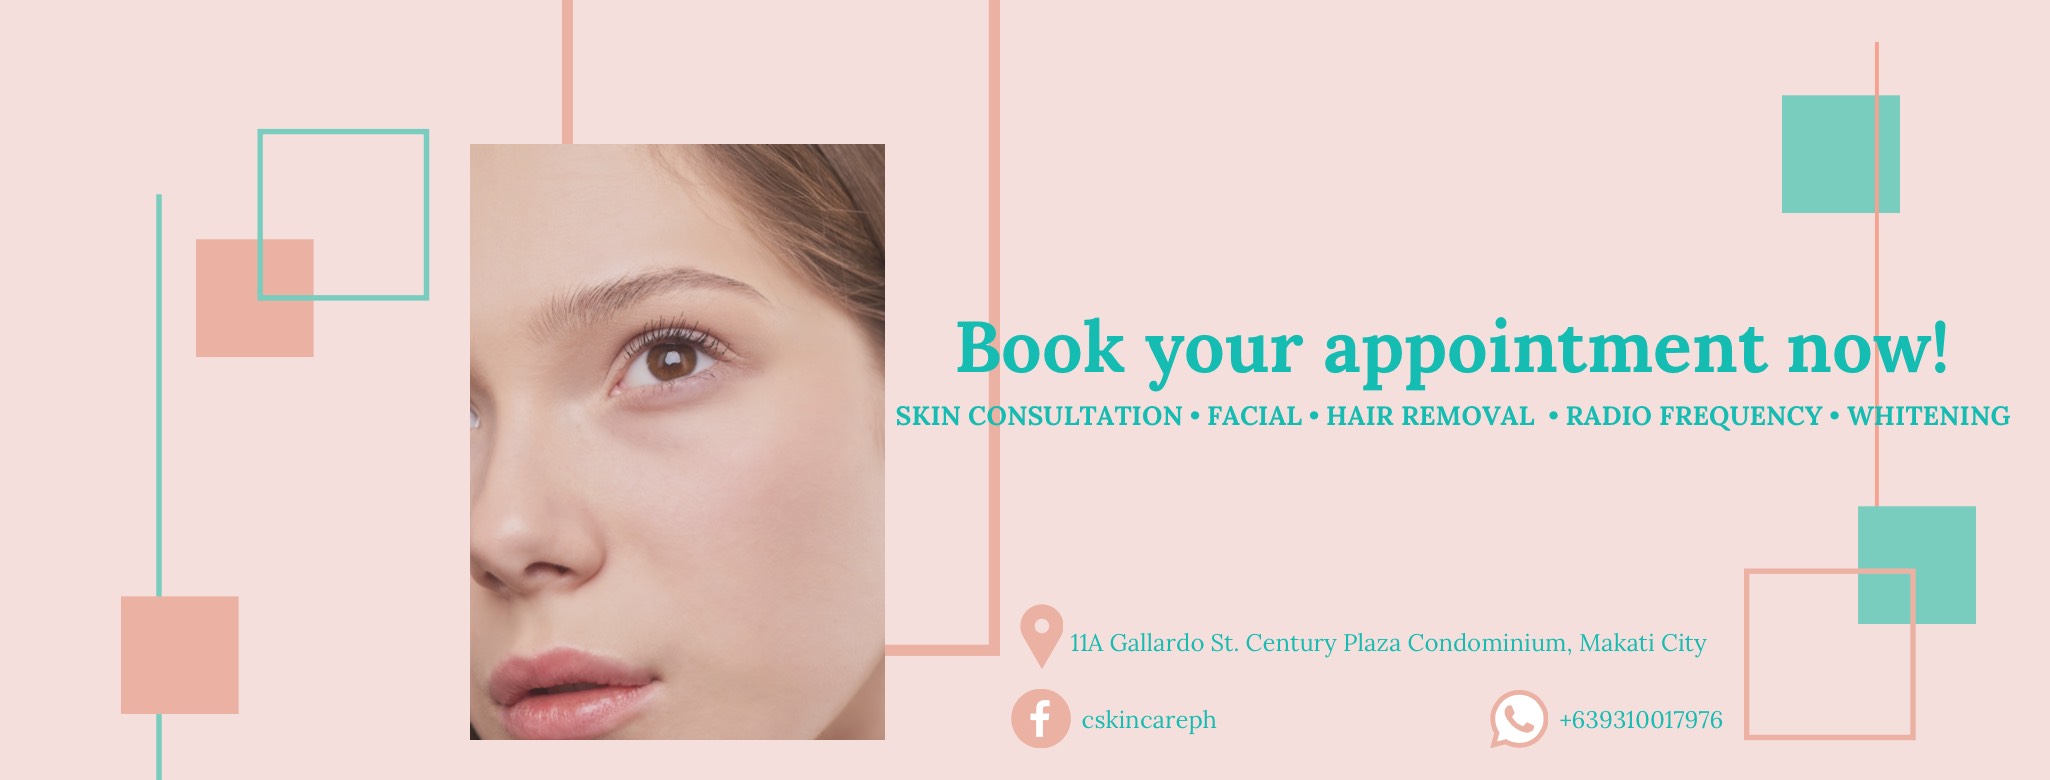 Book your appointment now!
SKIN CONSULTATION • FACIAL • HAIR REMOVAL • RADIO FREQUENCY • WHITENING
11A Gallardo St. Century Plaza Condominium, Makati City
cskincareph
+639310017976